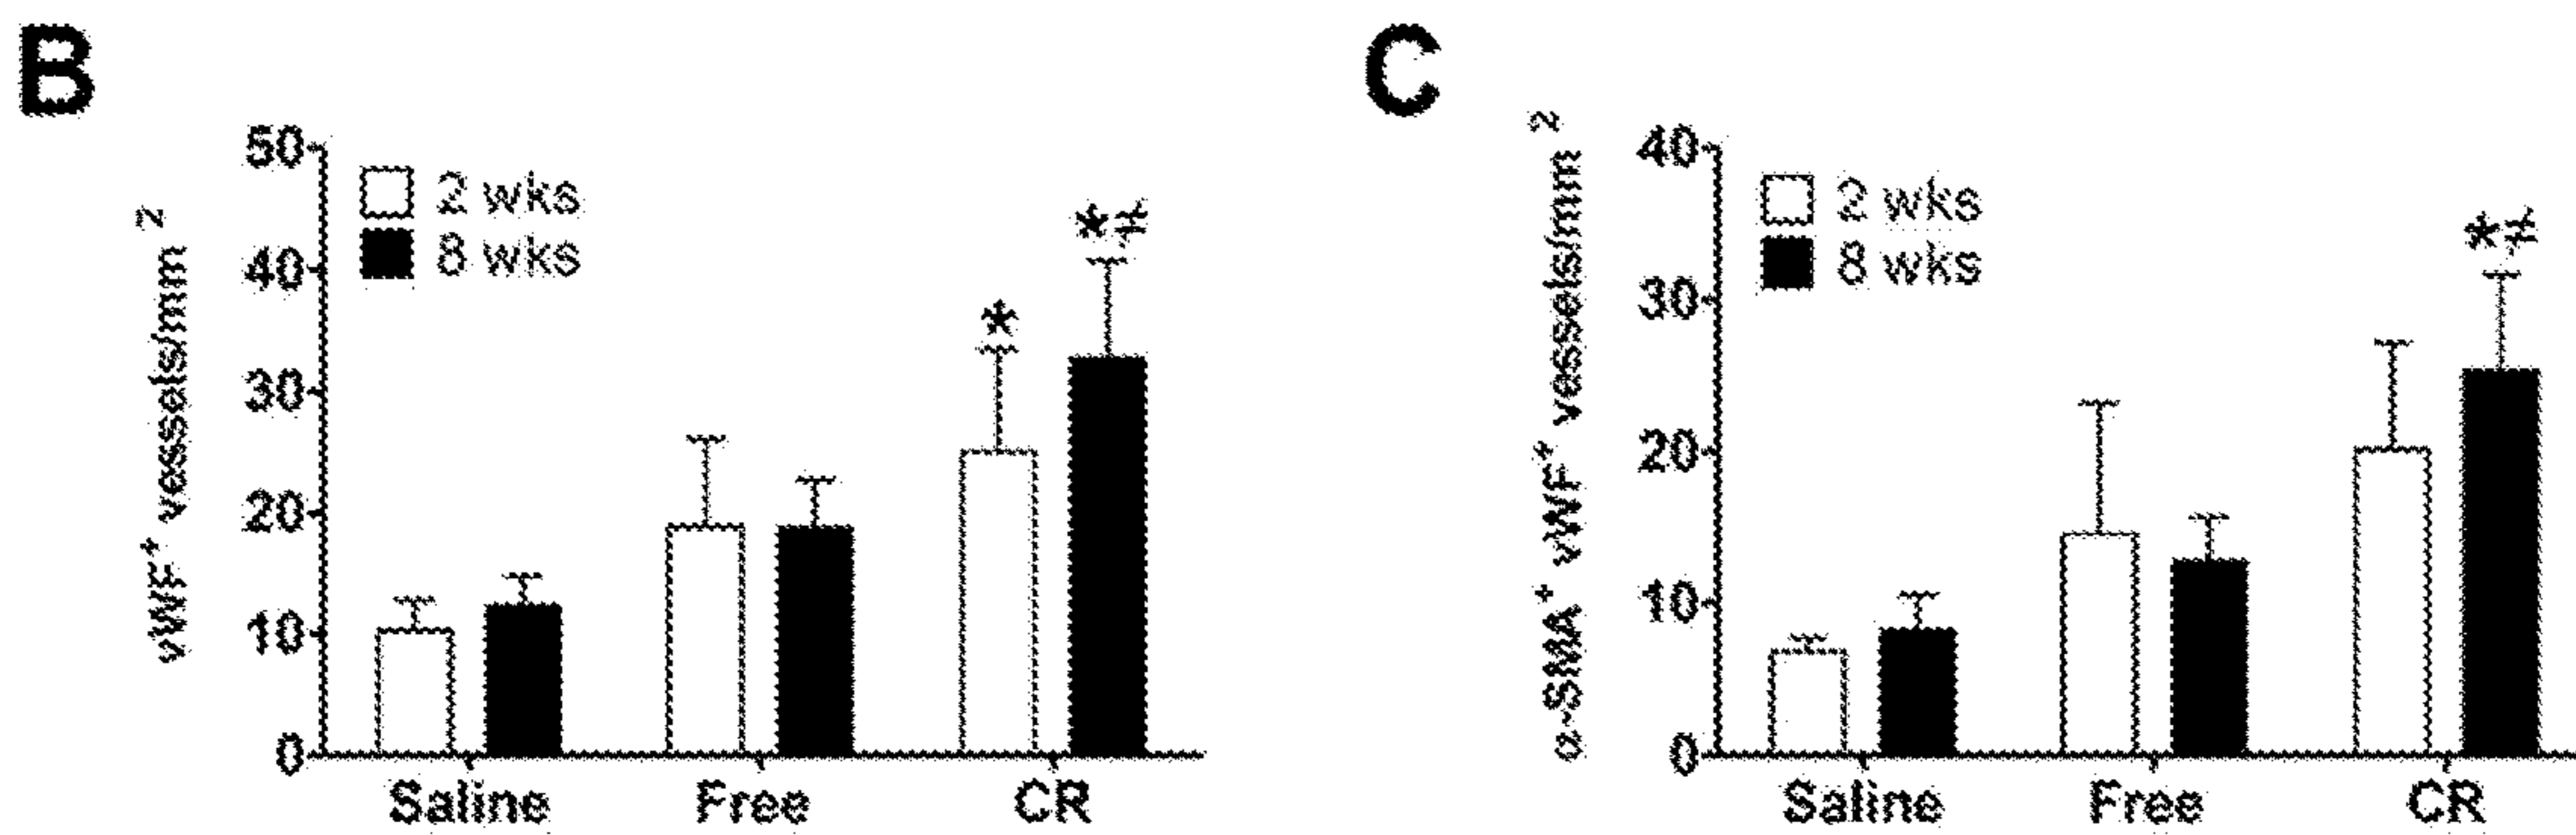 B
vWF⁺ vessels/mm²
50
40
30
20
10
0
2 wks
8 wks
*
*≠
Saline Free CR
C
α-SMA⁺ vWF⁺ vessels/mm²
40
30
20
10
0
2 wks
8 wks
*≠
Saline Free CR